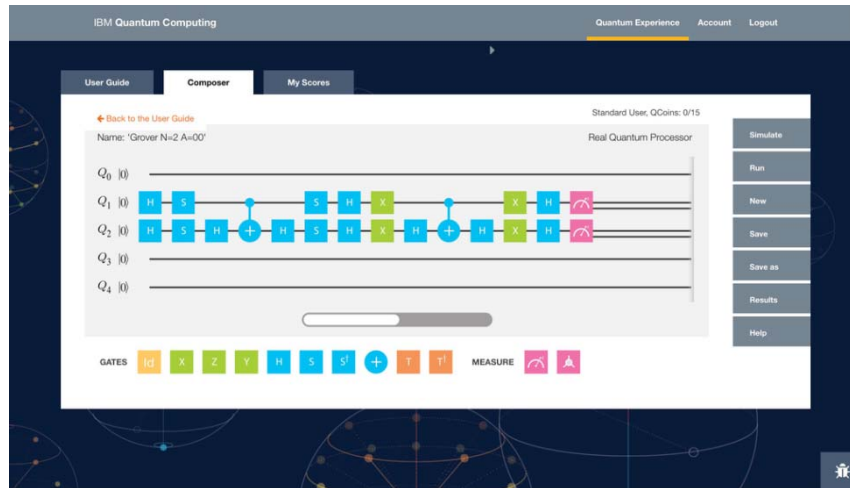 IBM Quantum Computing
Quantum Experience Account Logout
User Guide Composer My Scores
← Back to the User Guide
Standard User, QCoins: 0/15
Name: 'Grover N=2 A=00'
Real Quantum Processor
Simulate
Run
New
Save
Save as
Results
Help
Q0 |0⟩
Q1 |0⟩ H S S H X X H
Q2 |0⟩ H S H + H S H X H + H X H
Q3 |0⟩
Q4 |0⟩
GATES Id X Z Y H S S† + T T† MEASURE